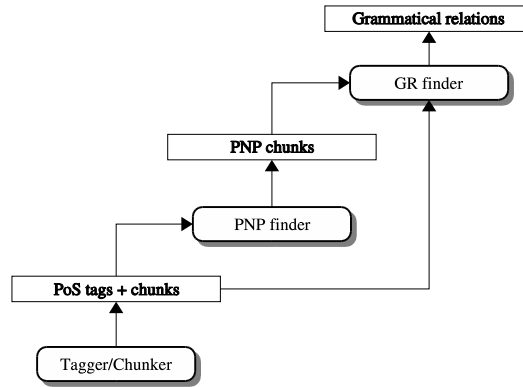 Grammatical relations
GR finder
PNP chunks
PNP finder
PoS tags + chunks
Tagger/Chunker